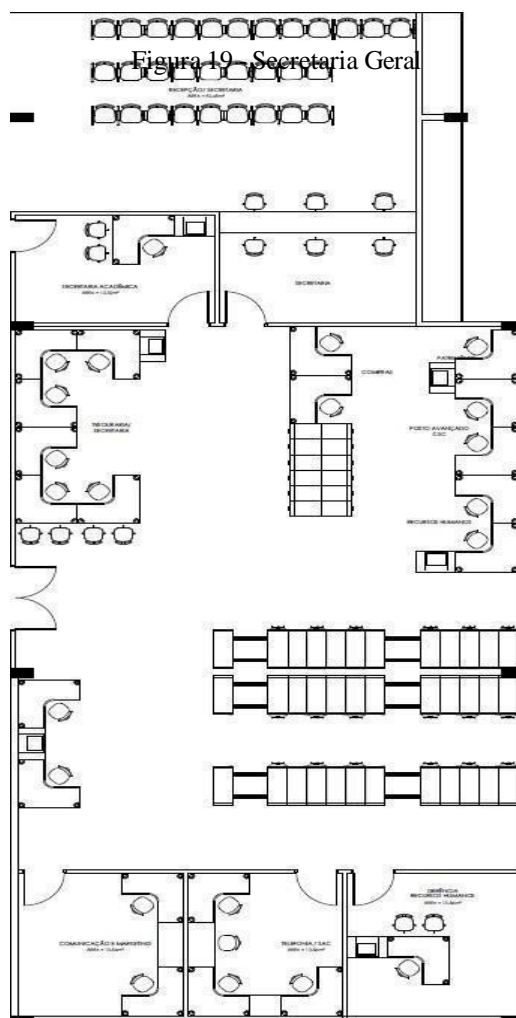 Figura 19 - Secretaria Geral
RECEPÇÃO/ SECRETARIA
SECRETARIA ACADÊMICA
SECRETARIA
COMPRAS
TESOURARIA/
SECRETARIA
POSTO AVANÇADO
CSC
RECURSOS HUMANOS
GERÊNCIA
RECURSOS HUMANOS
COMUNICAÇÃO E MARKETING
TELEFONIA / SAC